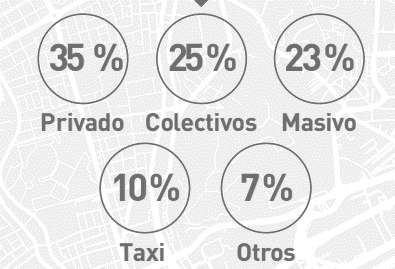 35 % 25% 23%
Privado Colectivos Masivo
10% 7%
Taxi Otros